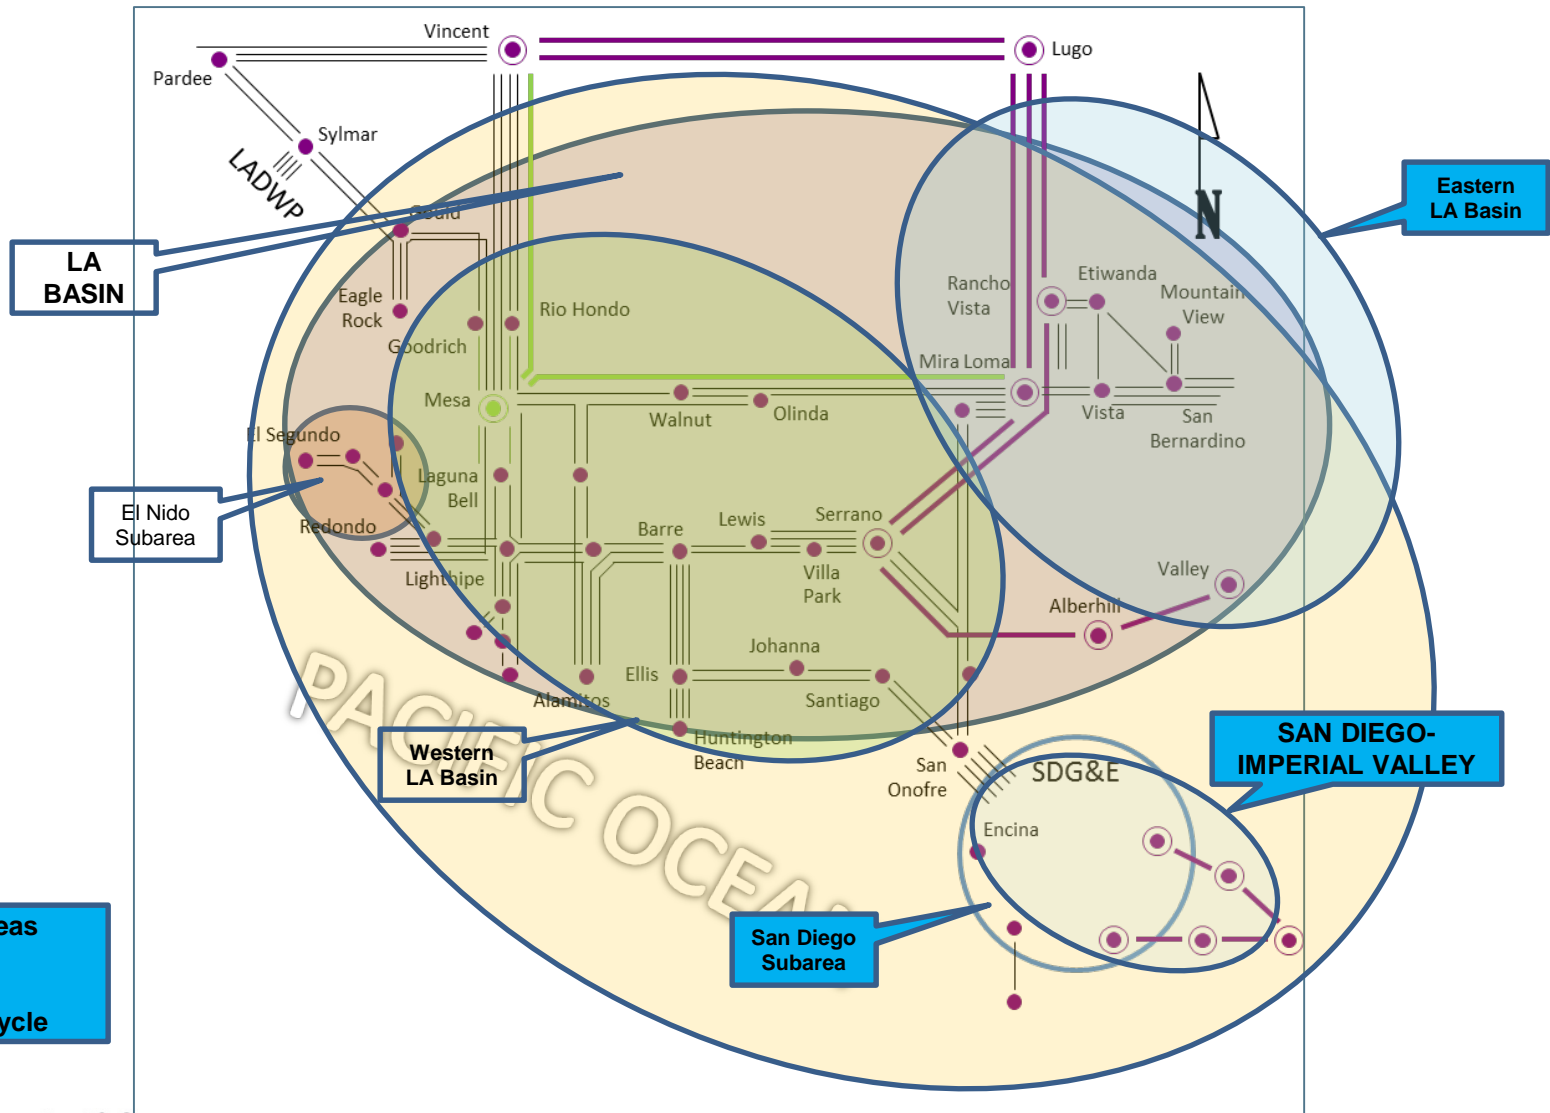 Vincent
Lugo
Pardee
Sylmar
LADWP
Gould
N
Eastern
LA Basin
LA
BASIN
Eagle
Rock
Rio Hondo
Goodrich
Rancho
Vista
Etiwanda
Mountain
View
Mira Loma
Mesa
Walnut
Olinda
Vista
San
Bernardino
El Segundo
Laguna
Bell
El Nido
Subarea
Redondo
Lighthipe
Barre
Lewis
Serrano
Villa
Park
Valley
Alberhill
Johanna
Ellis
Santiago
Alamitos
PACIFIC OCEAN
Western
LA Basin
Huntington
Beach
San
Onofre
SDG&E
SAN DIEGO-
IMPERIAL VALLEY
Encina
San Diego
Subarea
eas
ycle